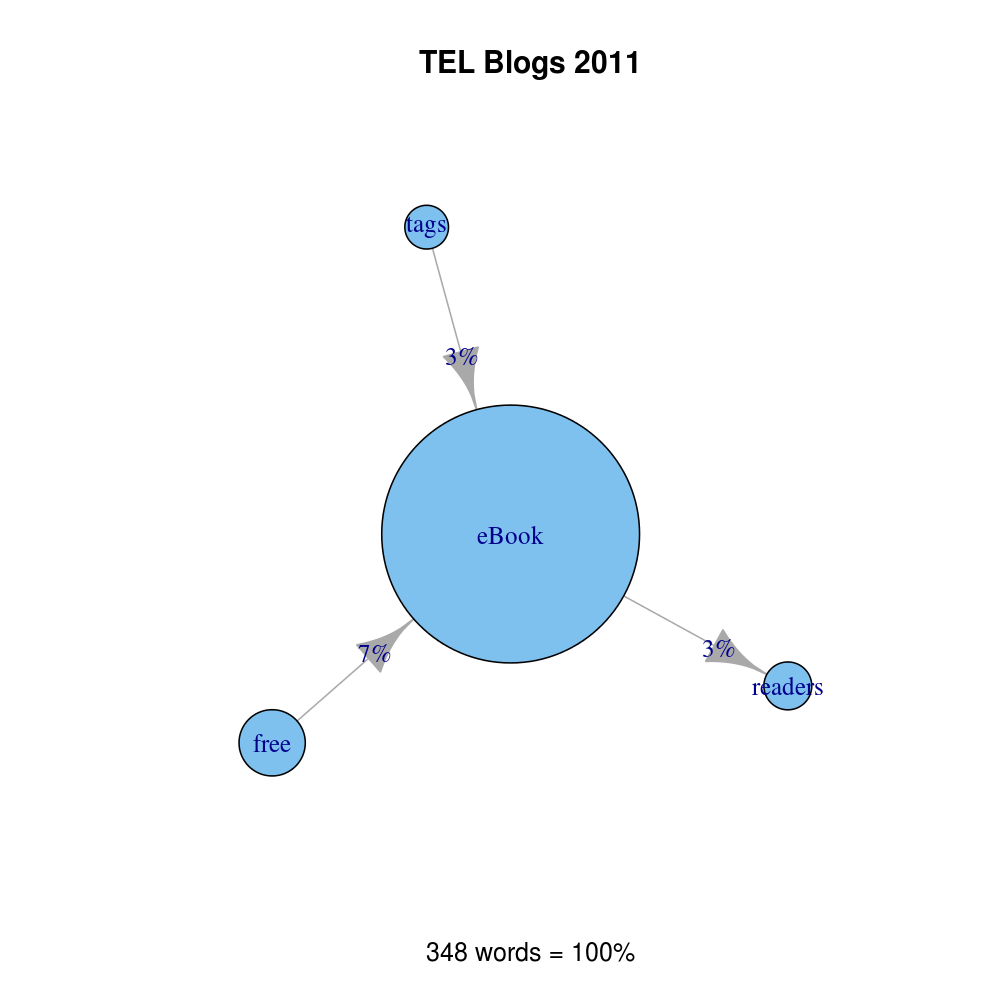 TEL Blogs 2011
tags
3%
eBook
7%
3%
readers
free
348 words = 100%